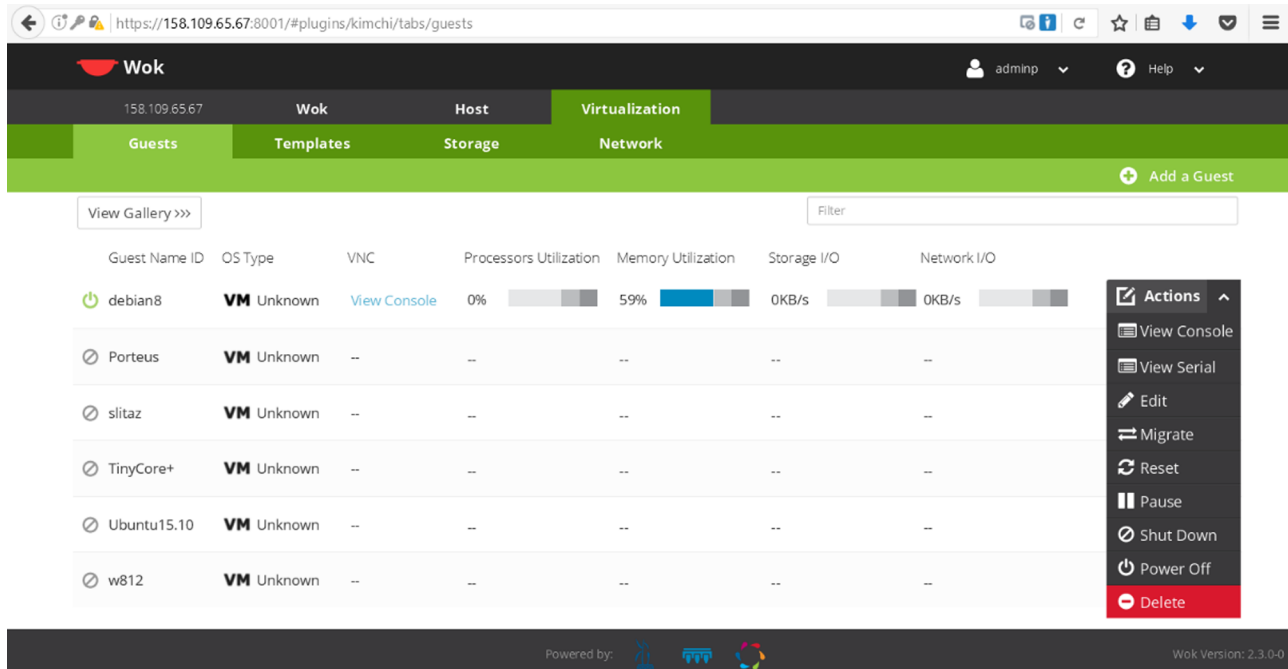 https://158.109.65.67:8001/#plugins/kimchi/tabs/guests
Wok adminp Help
158.109.65.67 Wok Host Virtualization
Guests Templates Storage Network
Add a Guest
View Gallery >>> Filter
Guest Name ID OS Type VNC Processors Utilization Memory Utilization Storage I/O Network I/O
debian8 VM Unknown View Console 0% 59% 0KB/s 0KB/s Actions
View Console
View Serial
Porteus VM Unknown -- -- -- -- --
Edit
slitaz VM Unknown -- -- -- -- --
Migrate
TinyCore+ VM Unknown -- -- -- -- --
Reset
Pause
Ubuntu15.10 VM Unknown -- -- -- -- --
Shut Down
Power Off
w812 VM Unknown -- -- -- -- --
Delete
Powered by: Wok Version: 2.3.0-0